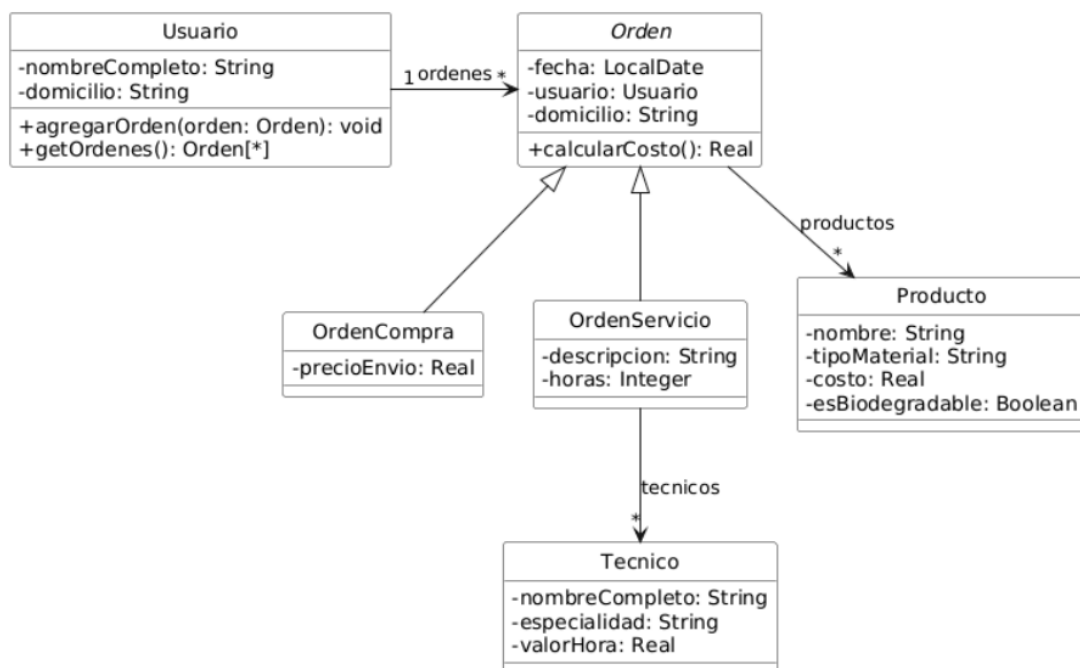 Usuario
-nombreCompleto: String
-domicilio: String
+agregarOrden(orden: Orden): void
+getOrdenes(): Orden[*]
1 ordenes *
Orden
-fecha: LocalDate
-usuario: Usuario
-domicilio: String
+calcularCosto(): Real
productos
*
OrdenCompra
-precioEnvio: Real
OrdenServicio
-descripcion: String
-horas: Integer
Producto
-nombre: String
-tipoMaterial: String
-costo: Real
-esBiodegradable: Boolean
tecnicos
*
Tecnico
-nombreCompleto: String
-especialidad: String
-valorHora: Real